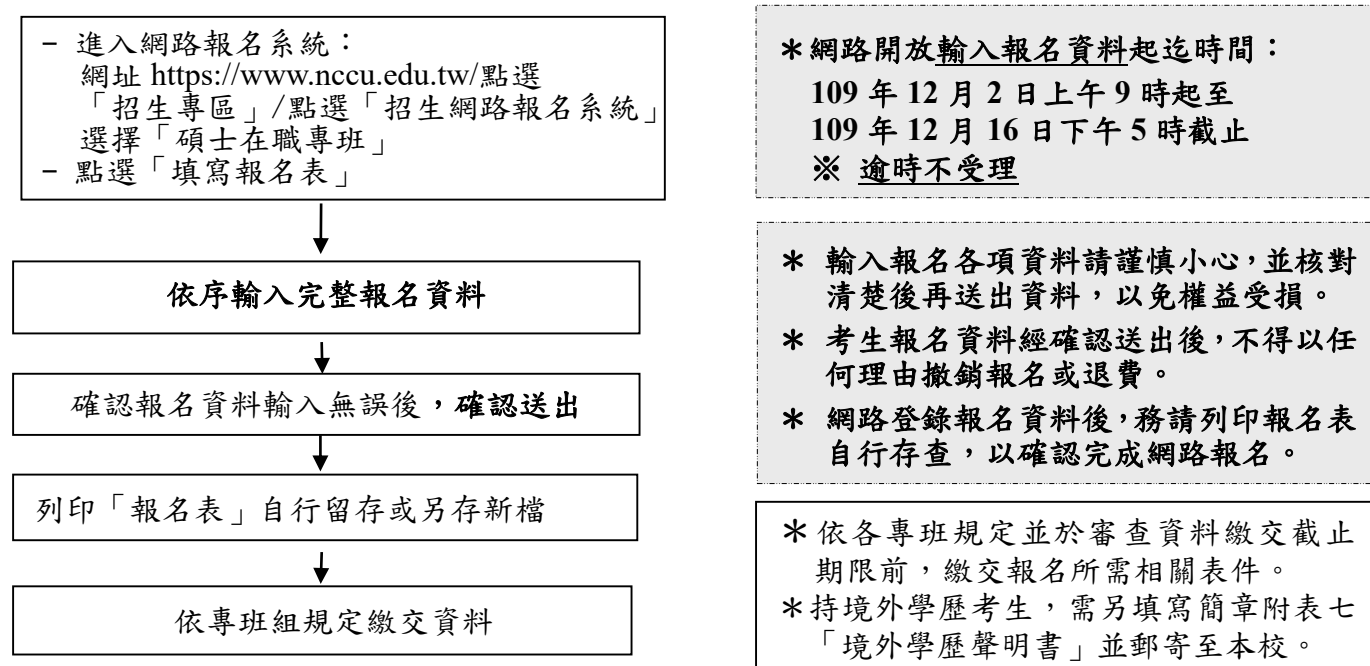 - 進入網路報名系統：
網址 https://www.nccu.edu.tw/點選
「招生專區」/點選「招生網路報名系」統
選擇「碩士在職專班」
- 點選「填寫報名表」
依序輸入完整報名資料
確認報名資料輸入無誤後，確認送出
列印「報名表」自行留存或另存新檔
依專班組規定繳交資料
＊網路開放輸入報名資料起迄時間：
109 年 12 月 2 日上午 9 時起至
109 年 12 月 16 日下午 5 時截止
※ 逾時不受理
＊ 輸入報名各項資料請謹慎小心，並核對
清楚後再送出資料，以免權益受損。
＊ 考生報名資料經確認送出後，不得以任
何理由撤銷報名或退費。
＊ 網路登錄報名資料後，務請列印報名表
自行存查，以確認完成網路報名。
＊依各專班規定並於審查資料繳交截止
期限前，繳交報名所需相關表件。
＊持境外學歷考生，需另填寫簡章附表七
「境外學歷聲明書」並郵寄至本校。